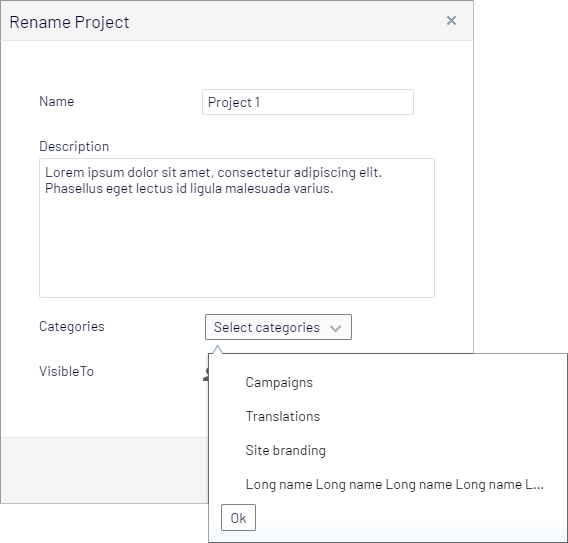 Rename Project
Name
Project 1
Description
Lorem ipsum dolor sit amet, consectetur adipiscing elit.
Phasellus eget lectus id ligula malesuada varius.
Categories
Select categories
VisibleTo
Campaigns
Translations
Site branding
Long name Long name Long name Long name L...
Ok